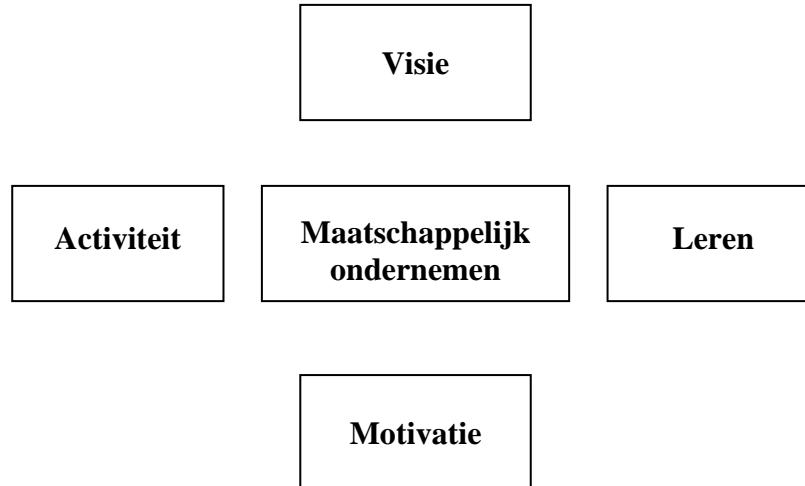 Visie
Activiteit
Maatschappelijk
ondernemen
Leren
Motivatie